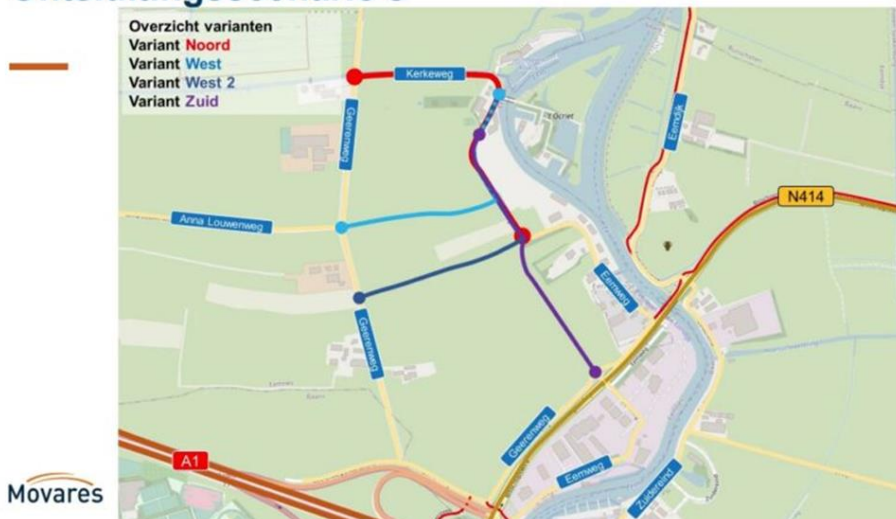 Overzicht varianten
Variant Noord
Variant West
Variant West 2
Variant Zuid
Kerkeweg
Geerenweg
't Ocriet
Eemdijk
N414
Anna Louwenweg
Eemweg
Geerenweg
Geerenweg
A1
Eemweg
Zuidereind
Movares